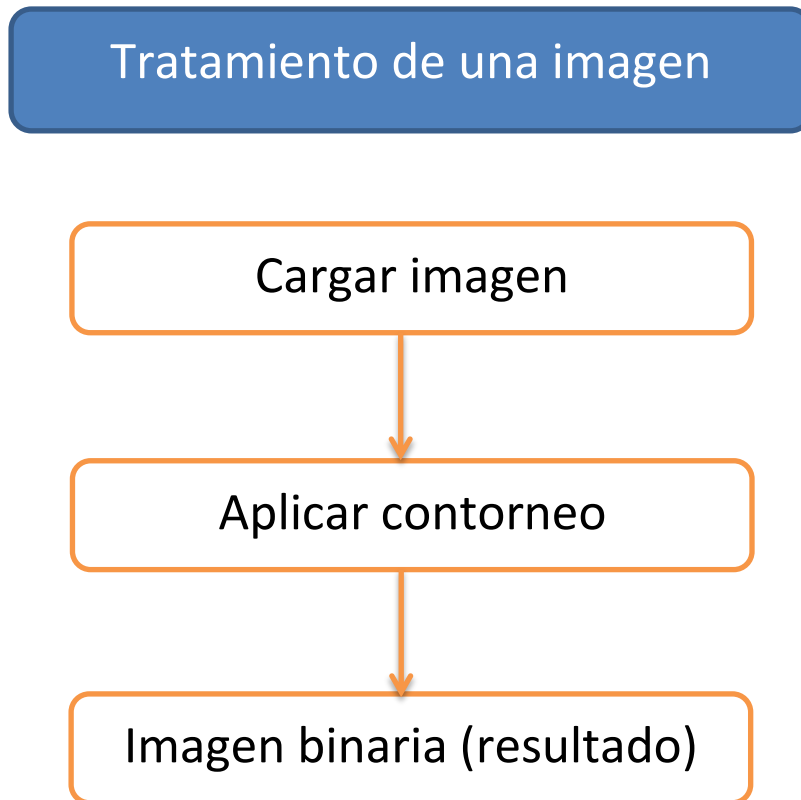 Tratamiento de una imagen
Cargar imagen
Aplicar contorneo
Imagen binaria (resultado)